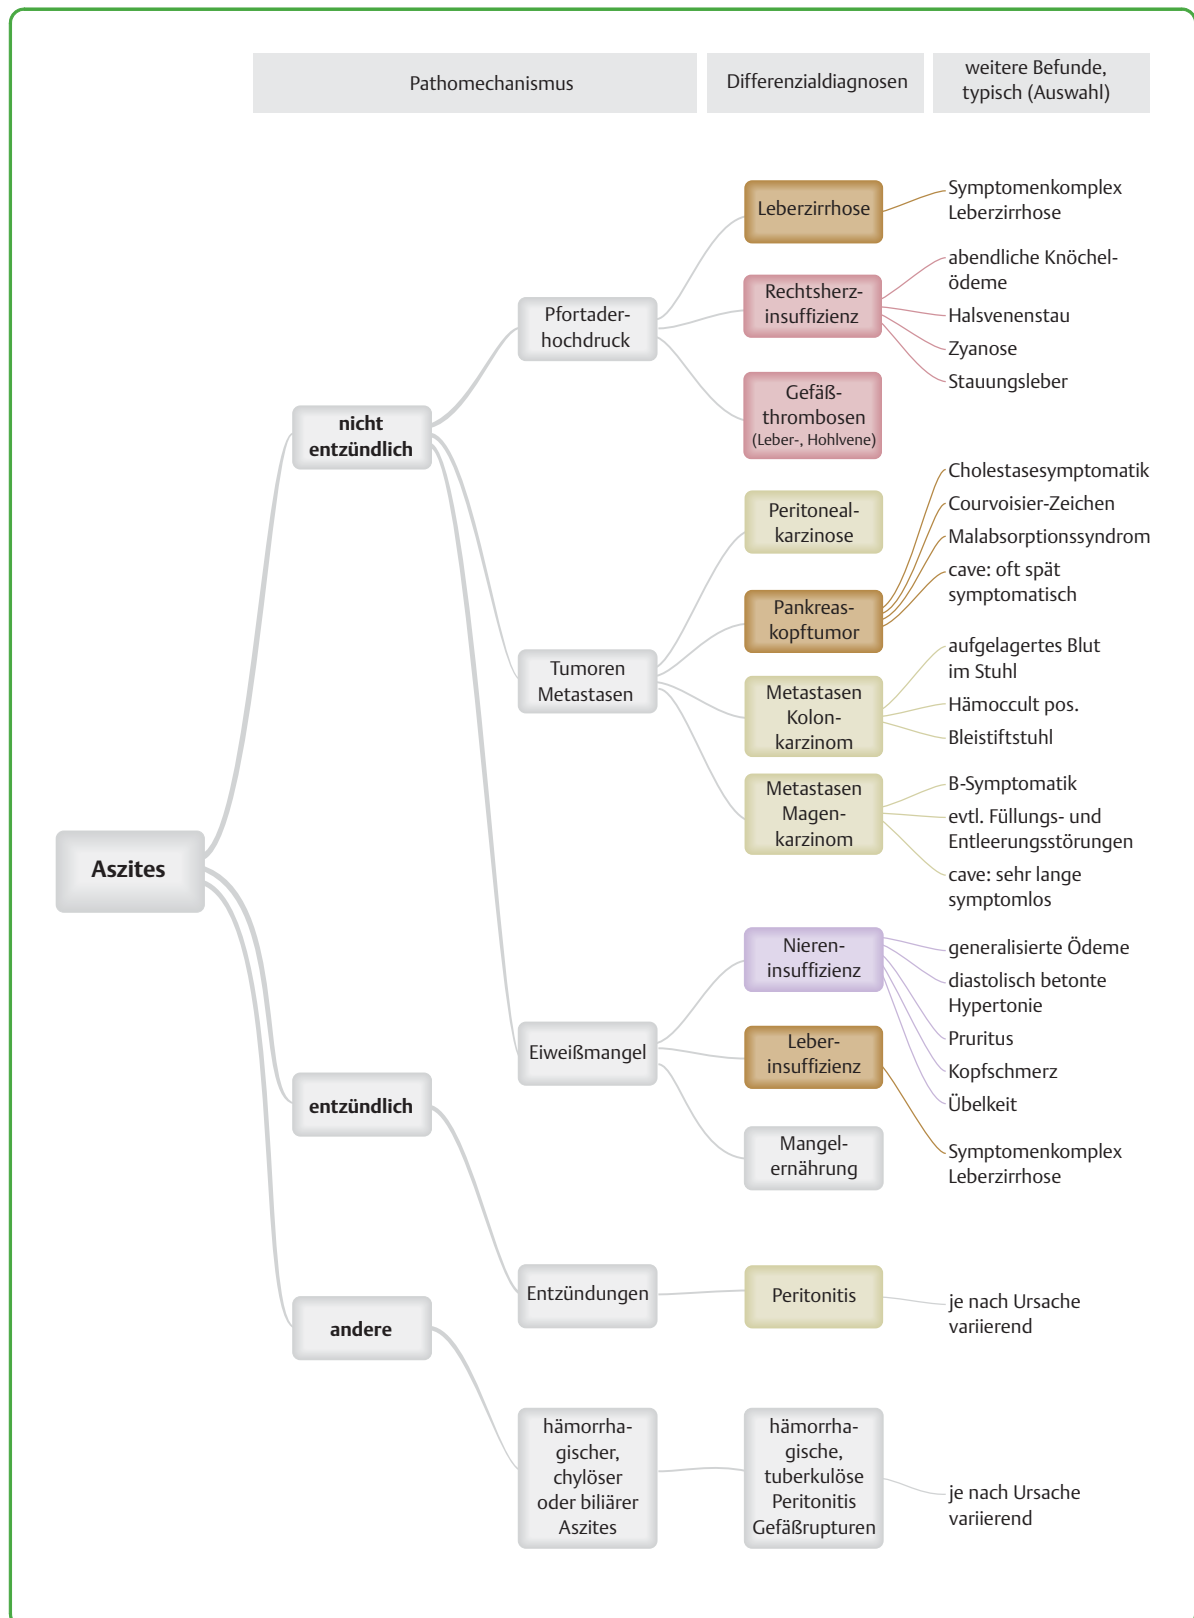 Pathomechanismus
Differenzialdiagnosen
weitere Befunde,
typisch (Auswahl)
Aszites
nicht
entzündlich
Pfortader-
hochdruck
Leberzirrhose
Symptomenkomplex
Leberzirrhose
Rechtsherz-
insuffizienz
abendliche Knöchel-
ödeme
Halsvenenstau
Zyanose
Stauungsleber
Gefäß-
thrombosen
(Leber-, Hohlvene)
Tumoren
Metastasen
Peritoneal-
karzinose
Pankreas-
kopftumor
Cholestasesymptomatik
Courvoisier-Zeichen
Malabsorptionssyndrom
cave: oft spät
symptomatisch
Metastasen
Kolon-
karzinom
aufgelagertes Blut
im Stuhl
Hämoccult pos.
Bleistiftstuhl
Metastasen
Magen-
karzinom
B-Symptomatik
evtl. Füllungs- und
Entleerungsstörungen
cave: sehr lange
symptomlos
Eiweißmangel
Nieren-
insuffizienz
generalisierte Ödeme
diastolisch betonte
Hypertonie
Pruritus
Kopfschmerz
Übelkeit
Leber-
insuffizienz
Symptomenkomplex
Leberzirrhose
Mangel-
ernährung
entzündlich
Entzündungen
Peritonitis
je nach Ursache
variierend
andere
hämorrha-
gischer,
chylöser
oder biliärer
Aszites
hämorrha-
gische,
tuberkulöse
Peritonitis
Gefäßrupturen
je nach Ursache
variierend